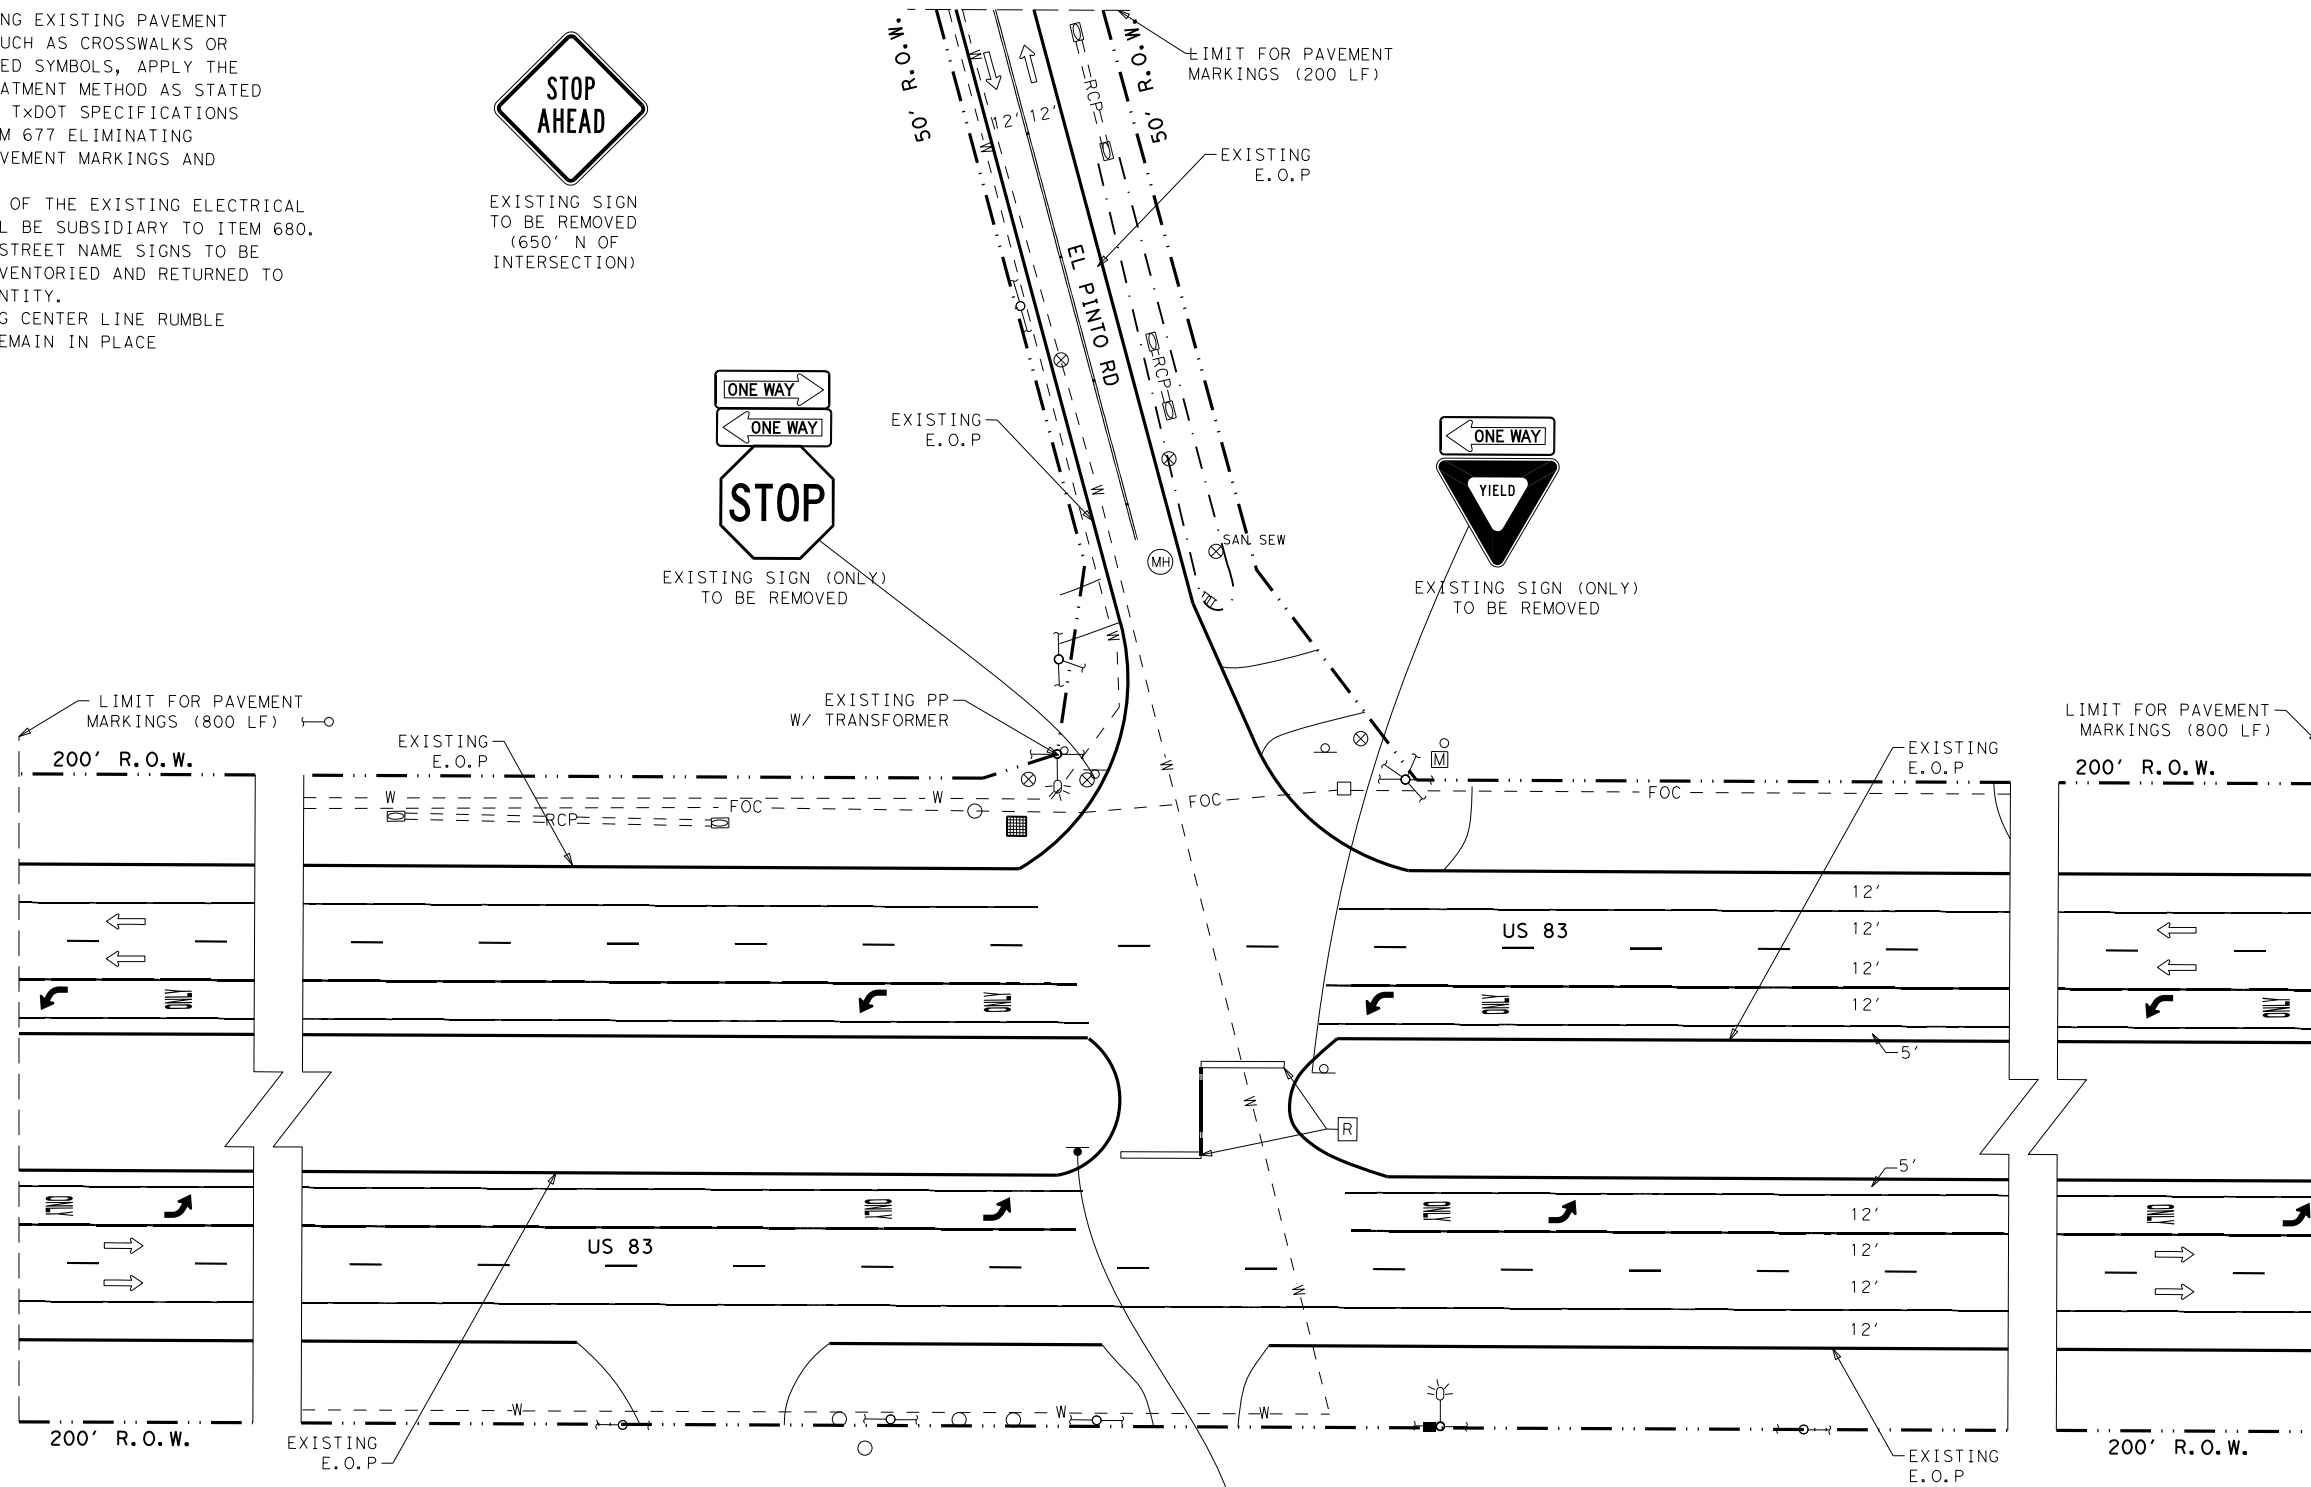 NG EXISTING PAVEMENT
UCH AS CROSSWALKS OR
ED SYMBOLS, APPLY THE
ATMENT METHOD AS STATED
TxDOT SPECIFICATIONS
M 677 ELIMINATING
VEMENT MARKINGS AND
OF THE EXISTING ELECTRICAL
L BE SUBSIDIARY TO ITEM 680.
STREET NAME SIGNS TO BE
VENTORIED AND RETURNED TO
NTITY.
G CENTER LINE RUMBLE
EMAIN IN PLACE
STOP
AHEAD
EXISTING SIGN
TO BE REMOVED
(650' N OF
INTERSECTION)
50' R.O.W.
50' R.O.W.
LIMIT FOR PAVEMENT
MARKINGS (200 LF)
W
RCP
12' 12'
W
EXISTING
E.O.P
EL PINTO RD
RCP
ONE WAY
ONE WAY
STOP
EXISTING SIGN (ONLY)
TO BE REMOVED
EXISTING
E.O.P
W
MH
SAN SEW
ONE WAY
YIELD
EXISTING SIGN (ONLY)
TO BE REMOVED
W
LIMIT FOR PAVEMENT
MARKINGS (800 LF)
200' R.O.W.
EXISTING
E.O.P
EXISTING PP
W/ TRANSFORMER
M
W
EXISTING
E.O.P
LIMIT FOR PAVEMENT
MARKINGS (800 LF)
200' R.O.W.
W
FOC
W
FOC
FOC
RCP
12'
US 83
12'
12'
ONLY
ONLY
ONLY
12'
ONLY
5'
W
R
5'
ONLY
ONLY
ONLY
12'
ONLY
US 83
12'
12'
W
12'
W
W
W
200' R.O.W.
EXISTING
E.O.P
EXISTING
E.O.P
200' R.O.W.